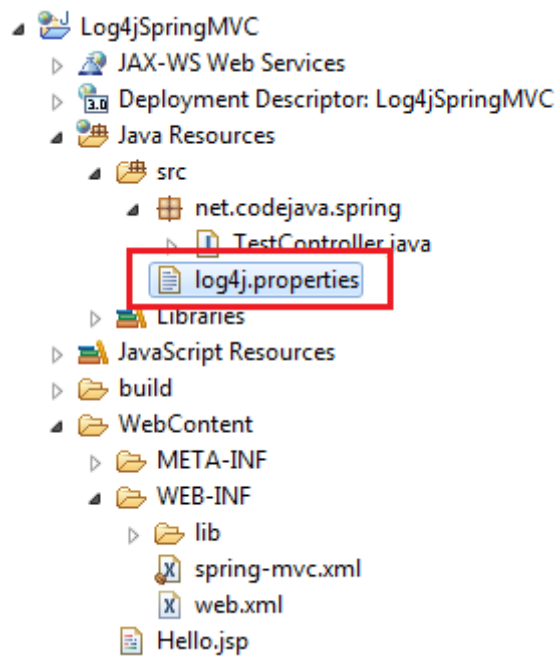 Log4jSpringMVC
JAX-WS Web Services
3.0 Deployment Descriptor: Log4jSpringMVC
Java Resources
src
net.codejava.spring
TestController.java
log4j.properties
Libraries
JavaScript Resources
build
WebContent
META-INF
WEB-INF
lib
spring-mvc.xml
web.xml
Hello.jsp